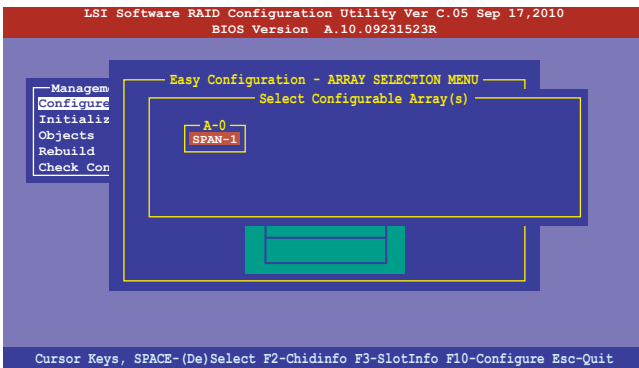 LSI Software RAID Configuration Utility Ver C.05 Sep 17,2010
BIOS Version A.10.09231523R
Easy Configuration - ARRAY SELECTION MENU
Managem
Select Configurable Array(s)
Configure
Initializ
A-0
Objects
SPAN-1
Rebuild
Check Con
Cursor Keys, SPACE-(De)Select F2-Chidinfo F3-SlotInfo F10-Configure Esc-Quit